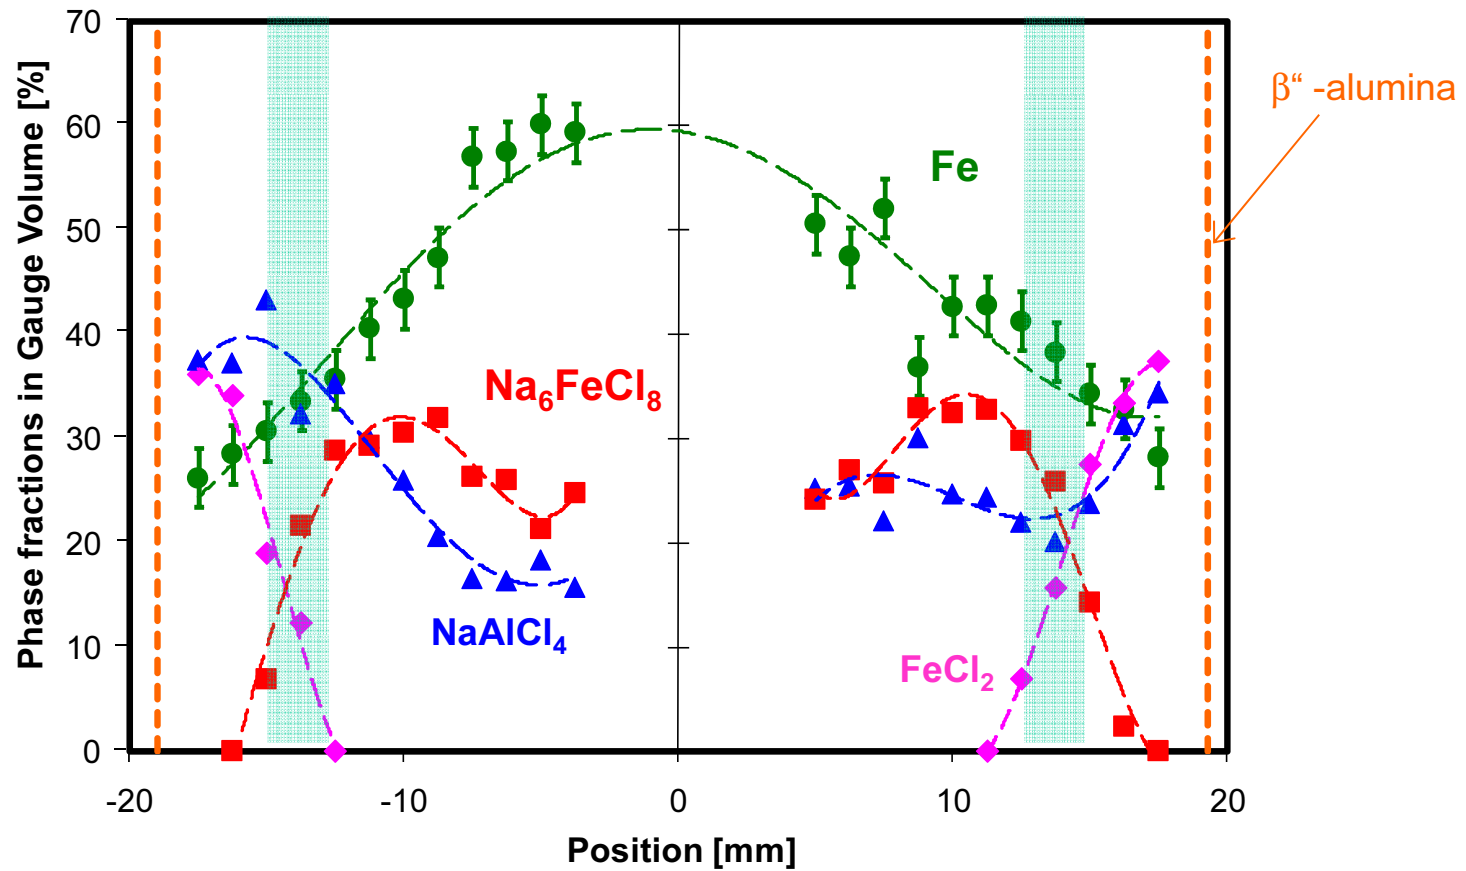 Phase fractions in Gauge Volume [%]
70
60
50
40
30
20
10
0
-20
-10
0
10
20
Position [mm]
Fe
Na₆FeCl₈
NaAlCl₄
FeCl₂
β“ -alumina